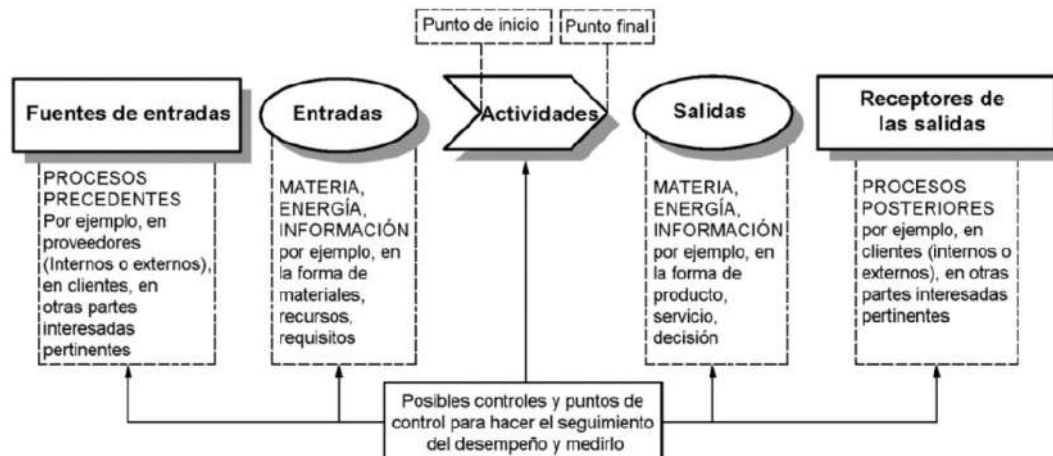 Punto de inicio
Punto final
Fuentes de entradas
Entradas
Actividades
Salidas
Receptores de
las salidas
PROCESOS
PRECEDENTES
Por ejemplo, en
proveedores
(Internos o externos),
en clientes, en
otras partes
interesadas
pertinentes
MATERIA,
ENERGÍA,
INFORMACIÓN
por ejemplo, en
la forma de
materiales,
recursos,
requisitos
MATERIA,
ENERGÍA,
INFORMACIÓN
por ejemplo, en
la forma de
producto,
servicio,
decisión
PROCESOS
POSTERIORES
por ejemplo, en
clientes (internos o
externos), en otras
partes interesadas
pertinentes
Posibles controles y puntos de
control para hacer el seguimiento
del desempeño y medirlo